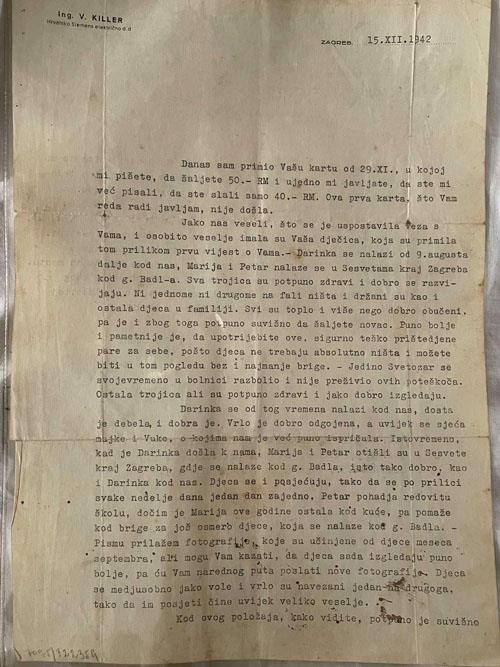 Ing. V. KILLER
Hrvatsko Siemens električno d.d
ZAGREB, 15.XII.1942
Danas sam primio Vašu kartu od 29.XI., u kojoj
mi pišete, da šaljete 50.- RM i ujedno mi javljate, da ste mi
već pisali, da ste slali samo 40.- RM. Ova prva karta, što Vam
reda radi javljam, nije došla.
Jako nas veseli, što se je uspostavila veza s
Vama, i osobito veselje imala su Vaša dječica, koja su primila
tom prilikom prvu vijest o Vama.- Darinka se nalazi od 9.augusta
dalje kod nas, Marija i Petar nalaze se u Sesvetama kraj Zagreba
kod g. Badl-a. Sva trojica su potpuno zdravi i dobro se razvi-
jaju. Ni jednome ni drugome na fali ništa i držani su kao i
ostala djeca u familiji. Svi su toplo i više nego dobro obučeni,
pa je i zbog toga potpuno suvišno da šaljete novac. Puno bolje
i pametnije je, da upotrijebite ove, sigurno teško prištedjene
pare za sebe, pošto djeca ne trebaju absolutno ništa i možete
biti u tom pogledu bez i najmanje brige. - Jedino Svetozar se
svojevremeno u bolnici razbolio i nije preživio ovih poteškoča.
Ostala trojica ali su potpuno zdravi i jako dobro izgledaju.
Darinka se od tog vremena nalazi kod nas, dosta
je debela, i dobra je. Vrlo je dobro odgojena, a uvijek se sjeća
majke i Vuke, o kojima nam je već puno ispričala. Istovremeno,
kad je Darinka došla k nama, Marija i Petar otišli su u Sesvete
kraj Zagreba, gdje se nalaze kod g. Badla, isto tako dobro, kao
i Darinka kod nas. Djeca se i posjećuju, tako da se po prilici
svake nedelje dana jedan dan zajedno. Petar pohadja redovitu
školu, dočim je Marija ove godine ostala kod kuće, pa pomaže
kod brige za još osmerb djece, koja se nalaze kod g. Badla. -
Pismu prilažem fotografije, koje su učinjene od djece meseca
septembra, ali mogu Vam kazati, da djeca sada izgledaju puno
bolje, pa ću Vam narednog puta poslati nove fotografije. Djeca
se medjusobno jako vole i vrlo su navezani jedan na drugoga,
tako da im posjeti čine uvijek veliko veselje.
Kod ovog položaja, kako vidite, potpuno je suvišno